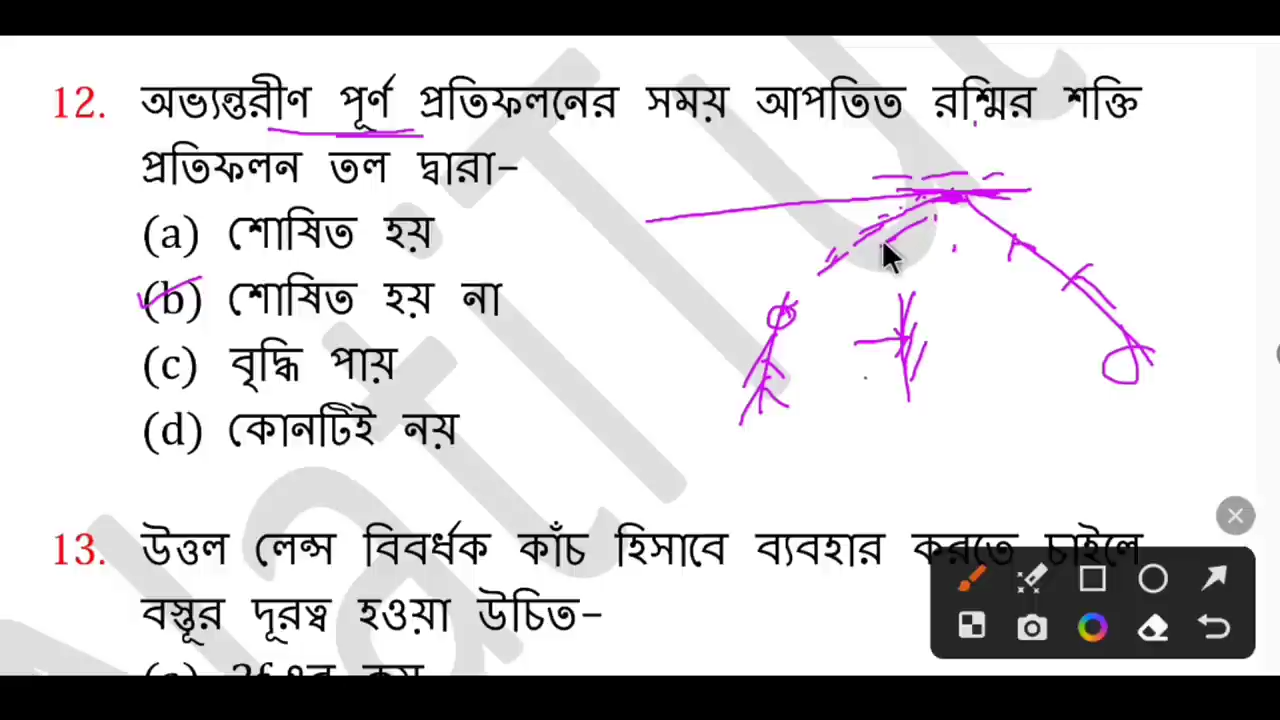 12. অভ্যন্তরীণ পূর্ণ প্রতিফলনের সময় আপতিত রশ্মির শক্তি
প্রতিফলন তল দ্বারা–
(a) শোষিত হয়
(b) শোষিত হয় না
(c) বৃদ্ধি পায়
(d) কোনটিই নয়
13. উত্তল লেন্স বিবর্ধক কাঁচ হিসাবে ব্যবহার করতে চাইলে
বস্তুর দূরত্ব হওয়া উচিত–